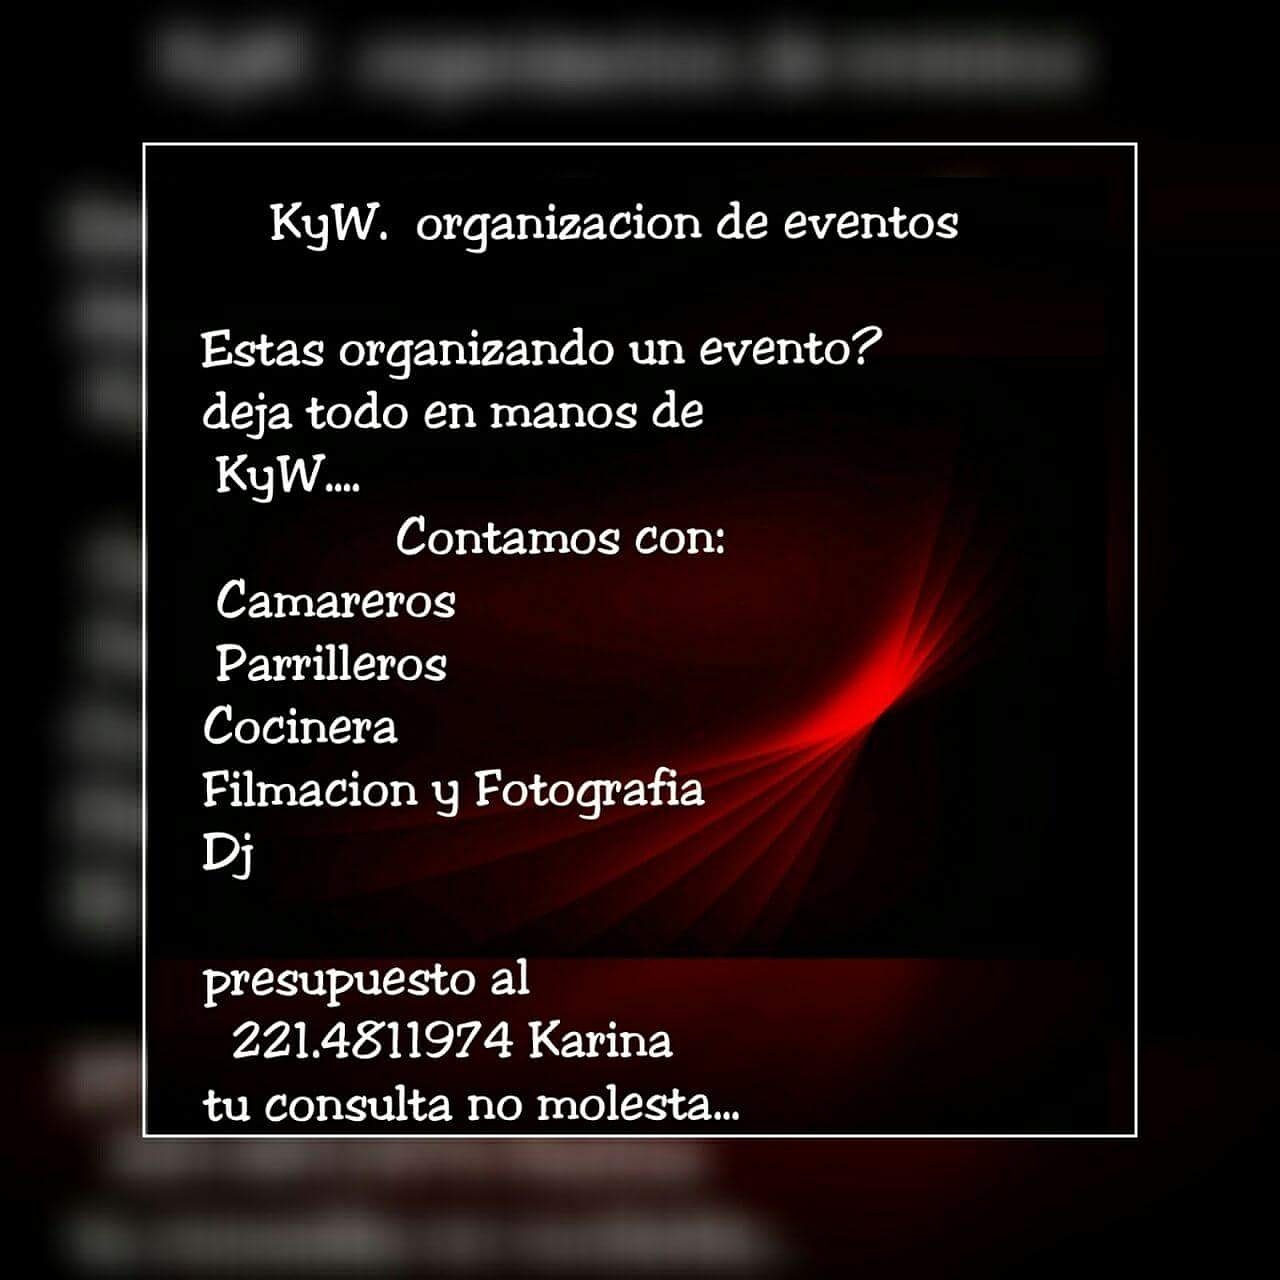 KyW. organizacion de eventos
Estas organizando un evento?
deja todo en manos de
KyW....
Contamos con:
Camareros
Parrilleros
Cocinera
Filmacion y Fotografia
Dj
presupuesto al
221.4811974 Karina
tu consulta no molesta...